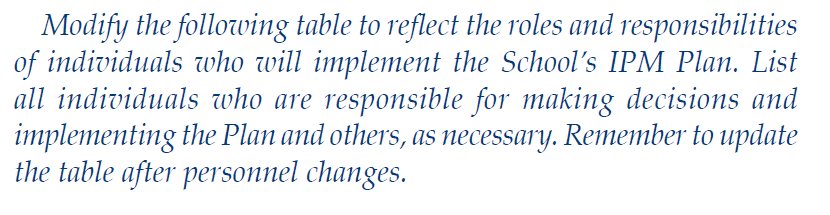 Modify the following table to reflect the roles and responsibilities
of individuals who will implement the School's IPM Plan. List
all individuals who are responsible for making decisions and
implementing the Plan and others, as necessary. Remember to update
the table after personnel changes.